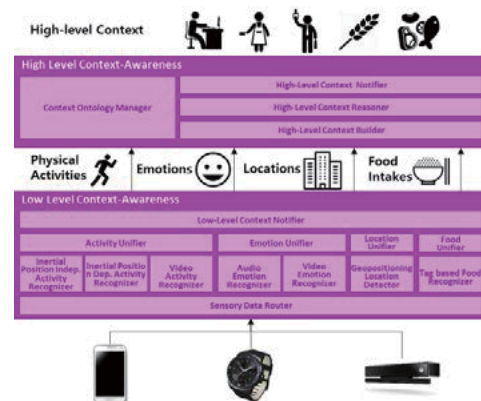 High-level Context
High Level Context-Awareness
High-Level Context Notifier
Context Ontology Manager
High-Level Context Reasoner
High-Level Context Builder
Physical
Activities
Emotions
Locations
Food
Intakes
Low Level Context-Awareness
Low-Level Context Notifier
Activity Unifier
Emotion Unifier
Location
Unifier
Food
Unifier
Inertial
Position Indep.
Activity
Recognizer
Inertial Positio
n Dep. Activity
Recognizer
Video
Activity
Recognizer
Audio
Emotion
Recognizer
Video
Emotion
Recognizer
Geopositioning
Location
Detector
Tag based Food
Recognizer
Sensory Data Router